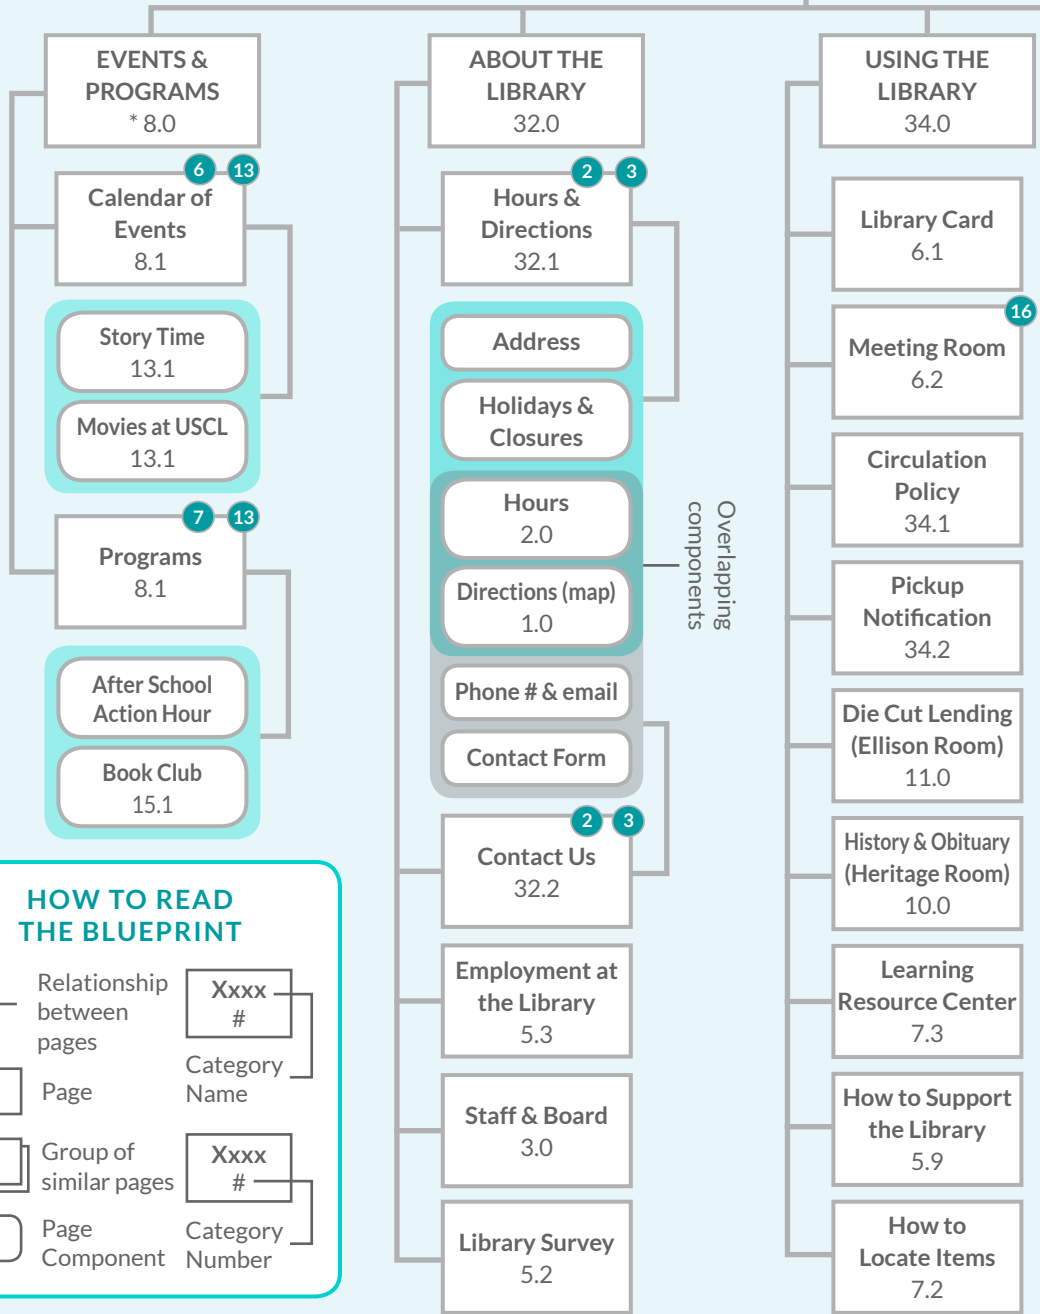 EVENTS &
PROGRAMS
* 8.0
6 13
Calendar of
Events
8.1
Story Time
13.1
Movies at USCL
13.1
7 13
Programs
8.1
After School
Action Hour
Book Club
15.1
ABOUT THE
LIBRARY
32.0
2 3
Hours &
Directions
32.1
Address
Holidays &
Closures
Hours
2.0
Directions (map)
1.0
Overlapping
components
Phone # & email
Contact Form
2 3
Contact Us
32.2
Employment at
the Library
5.3
Staff & Board
3.0
Library Survey
5.2
USING THE
LIBRARY
34.0
Library Card
6.1
16
Meeting Room
6.2
Circulation
Policy
34.1
Pickup
Notification
34.2
Die Cut Lending
(Ellison Room)
11.0
History & Obituary
(Heritage Room)
10.0
Learning
Resource Center
7.3
How to Support
the Library
5.9
How to
Locate Items
7.2
HOW TO READ
THE BLUEPRINT
Relationship
between
pages
Page
Group of
similar pages
Page
Component
Xxxx
#
Category
Name
Xxxx
#
Category
Number